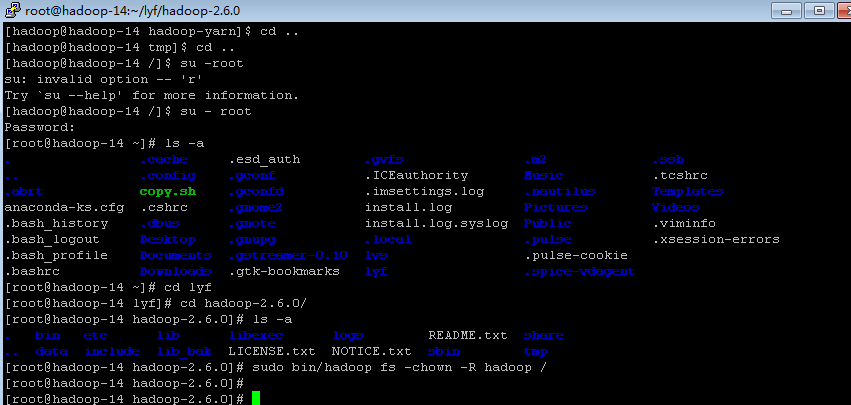 root@hadoop-14:~/lyf/hadoop-2.6.0
[hadoop@hadoop-14 hadoop-yarn]$ cd ..
[hadoop@hadoop-14 tmp]$ cd ..
[hadoop@hadoop-14 /]$ su -root
su: invalid option -- 'r'
Try `su --help' for more information.
[hadoop@hadoop-14 /]$ su - root
Password:
[root@hadoop-14 ~]# ls -a
. .cache .esd_auth .gvfs .m2 .ssh
.. .config .gconf .ICEauthority Music .tcshrc
.abrt copy.sh .gconfd .imsettings.log .nautilus Templates
anaconda-ks.cfg .cshrc .gnome2 install.log Pictures Videos
.bash_history .dbus .gnote install.log.syslog Public .viminfo
.bash_logout Desktop .gnupg .local .pulse .xsession-errors
.bash_profile Documents .gstreamer-0.10 lvs .pulse-cookie
.bashrc Downloads .gtk-bookmarks lyf .spice-vdagent
[root@hadoop-14 ~]# cd lyf
[root@hadoop-14 lyf]# cd hadoop-2.6.0/
[root@hadoop-14 hadoop-2.6.0]# ls -a
. bin etc lib libexec logs README.txt share
.. data include lib_bak LICENSE.txt NOTICE.txt sbin tmp
[root@hadoop-14 hadoop-2.6.0]# sudo bin/hadoop fs -chown -R hadoop /
[root@hadoop-14 hadoop-2.6.0]#
[root@hadoop-14 hadoop-2.6.0]#